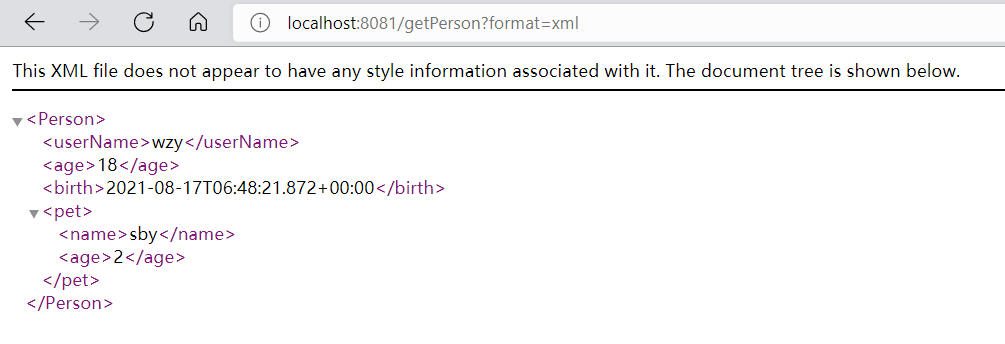 localhost:8081/getPerson?format=xml
This XML file does not appear to have any style information associated with it. The document tree is shown below.
<Person>
<userName>wzy</userName>
<age>18</age>
<birth>2021-08-17T06:48:21.872+00:00</birth>
<pet>
<name>sby</name>
<age>2</age>
</pet>
</Person>